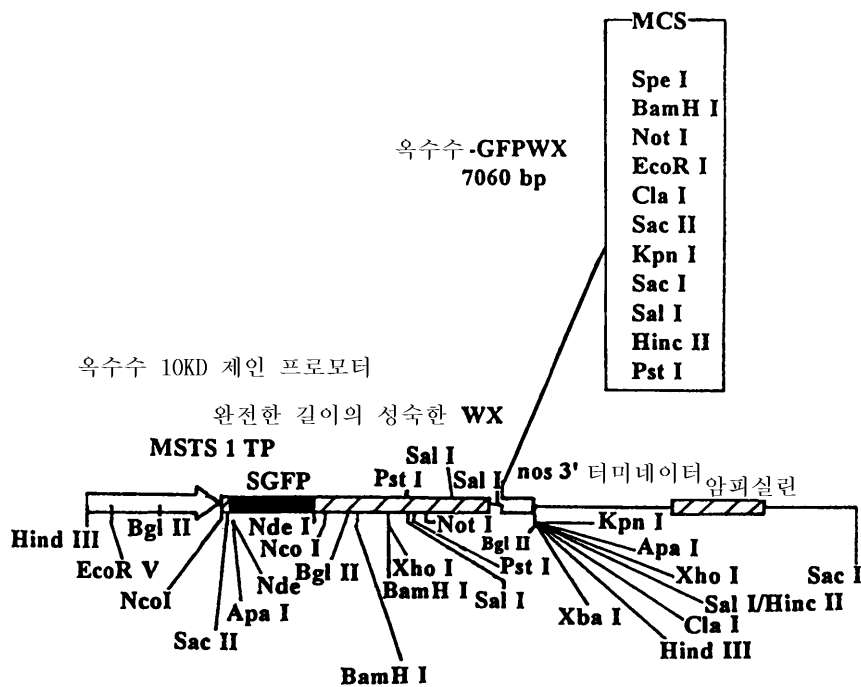 MCS
Spe I
BamH I
Not I
EcoR I
Cla I
Sac II
Kpn I
Sac I
Sal I
Hinc II
Pst I
옥수수 -GFPWX
7060 bp
옥수수 10KD 제인 프로모터
완전한 길이의 성숙한 WX
MSTS 1 TP
SGFP
Pst I
Sal I
Sal I
nos 3' 터미네이터
암피실린
Hind III
Bgl II
EcoR V
NcoI
Sac II
Apa I
Nde
Nde I
Nco I
Bgl II
BamH I
Xho I
BamH I
Not I
Pst I
Sal I
Bgl II
Kpn I
Apa I
Xho I
Sal I/Hinc II
Cla I
Hind III
Xba I
Sac I